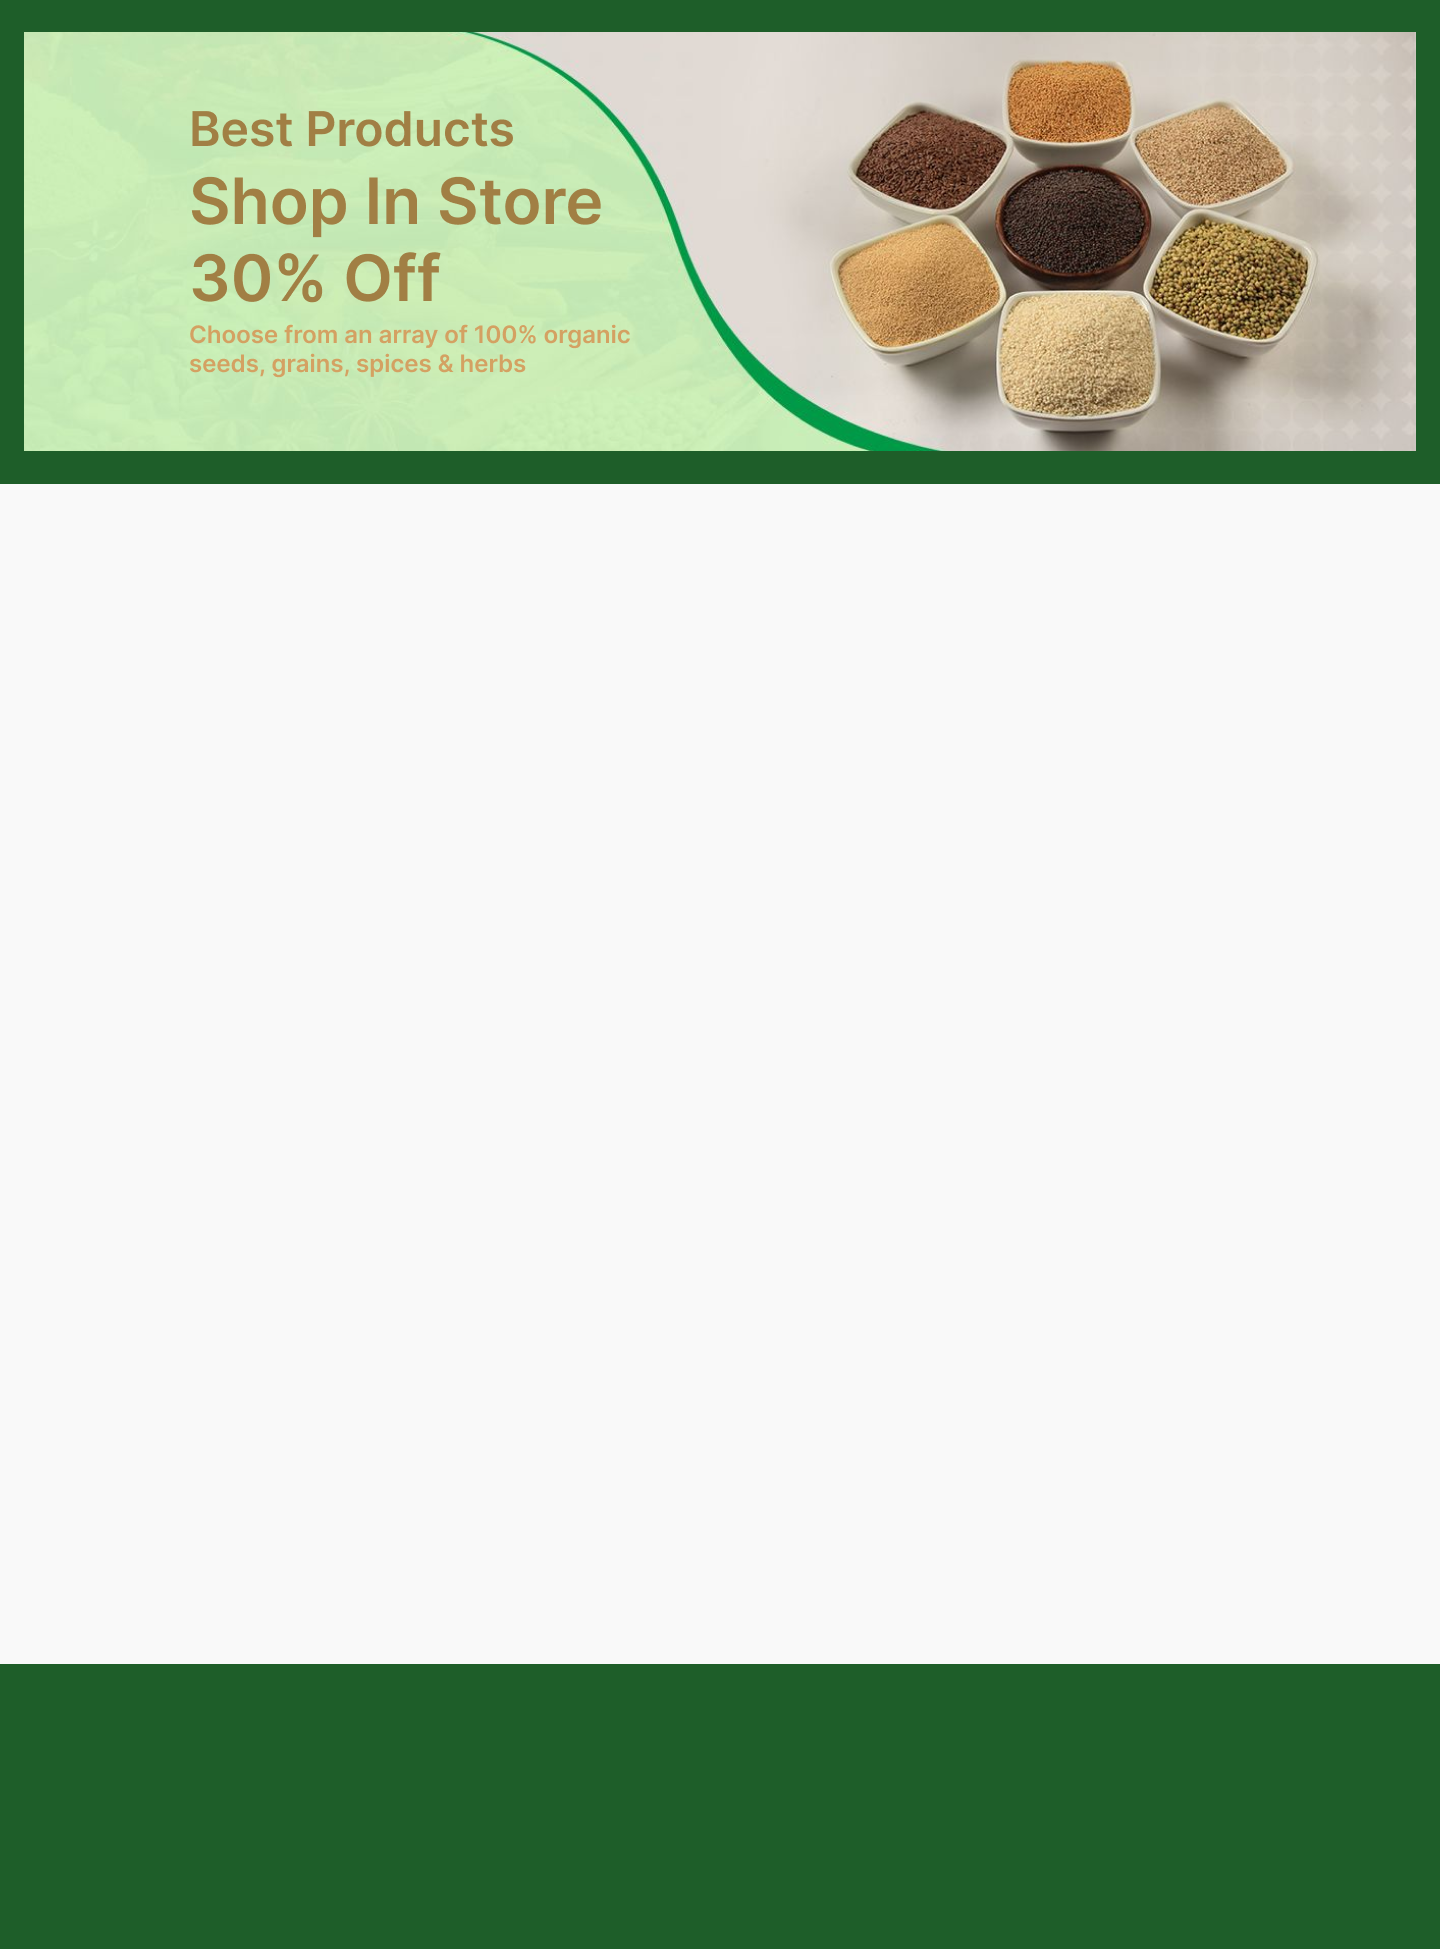 Best Products
Shop In Store
30% Off
Choose from an array of 100% organic
seeds, grains, spices & herbs